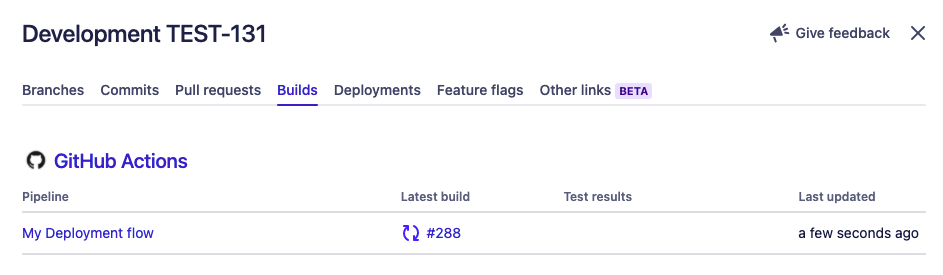 Development TEST-131
Give feedback
Branches Commits Pull requests Builds Deployments Feature flags Other links BETA
GitHub Actions
Pipeline Latest build Test results Last updated
My Deployment flow #288 a few seconds ago